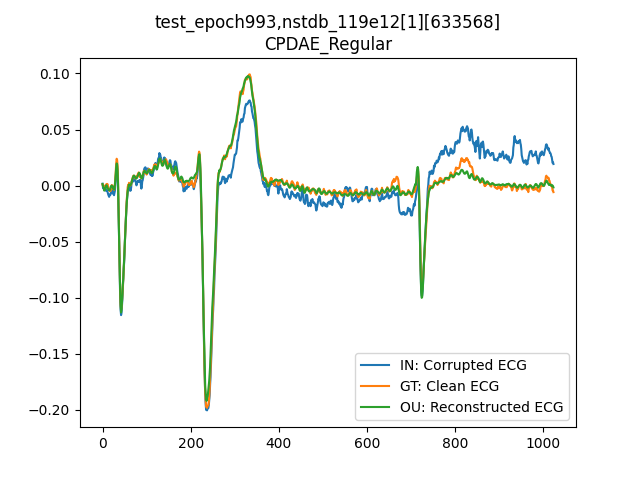 test_epoch993,nstdb_119e12[1][633568]
CPDAE_Regular
0.10
0.05
0.00
−0.05
−0.10
−0.15
−0.20
IN: Corrupted ECG
GT: Clean ECG
OU: Reconstructed ECG
0 200 400 600 800 1000